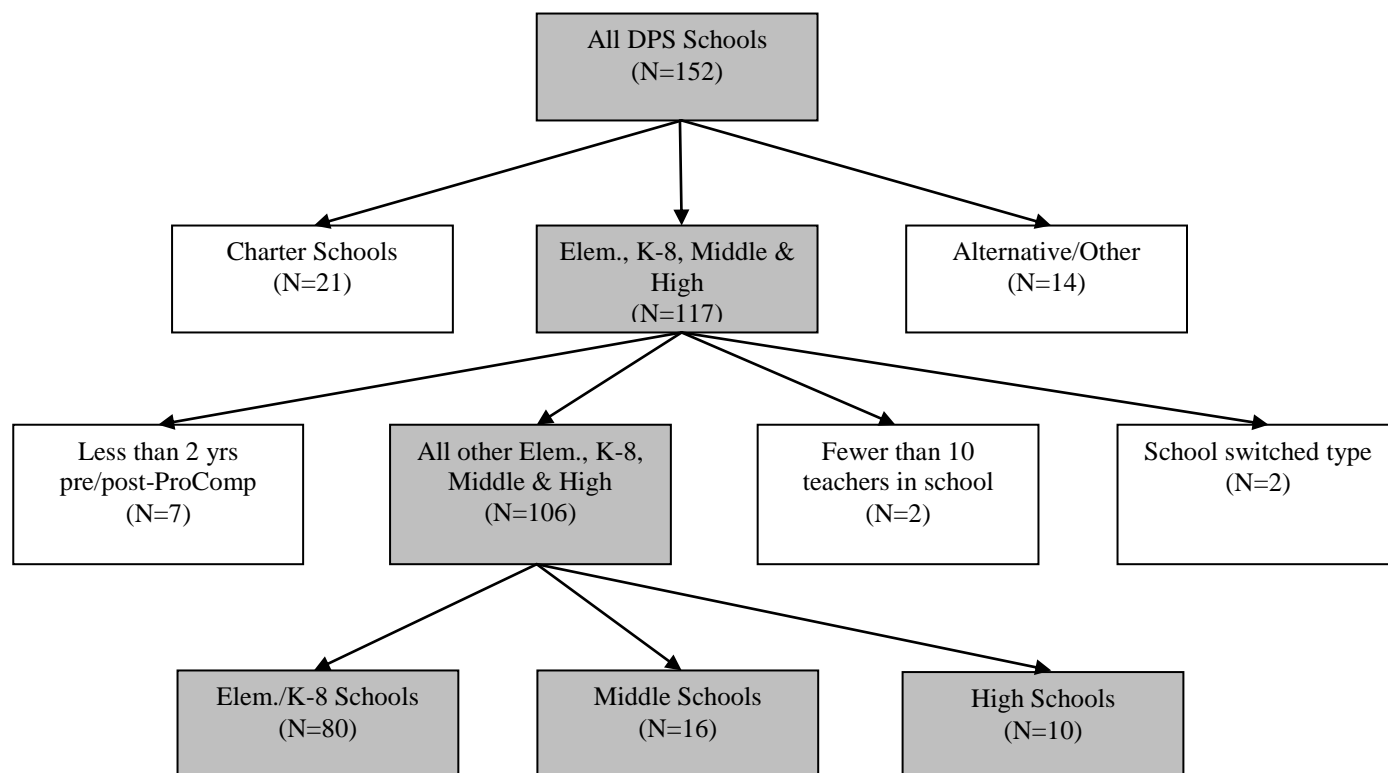 All DPS Schools
(N=152)
Charter Schools
(N=21)
Elem., K-8, Middle &
High
(N=117)
Alternative/Other
(N=14)
Less than 2 yrs
pre/post-ProComp
(N=7)
All other Elem., K-8,
Middle & High
(N=106)
Fewer than 10
teachers in school
(N=2)
School switched type
(N=2)
Elem./K-8 Schools
(N=80)
Middle Schools
(N=16)
High Schools
(N=10)